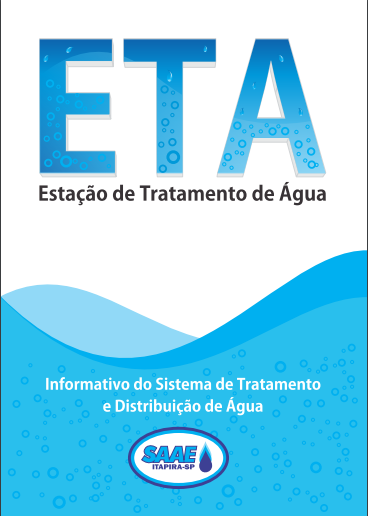 ETA
Estação de Tratamento de Água
Informativo do Sistema de Tratamento
e Distribuição de Água
SAAE
ITAPIRA-SP